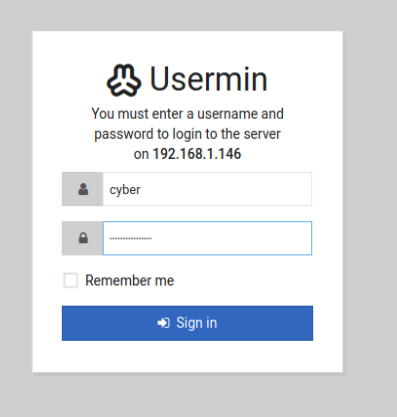 Usermin
You must enter a username and
password to login to the server
on 192.168.1.146
cyber
Remember me
Sign in